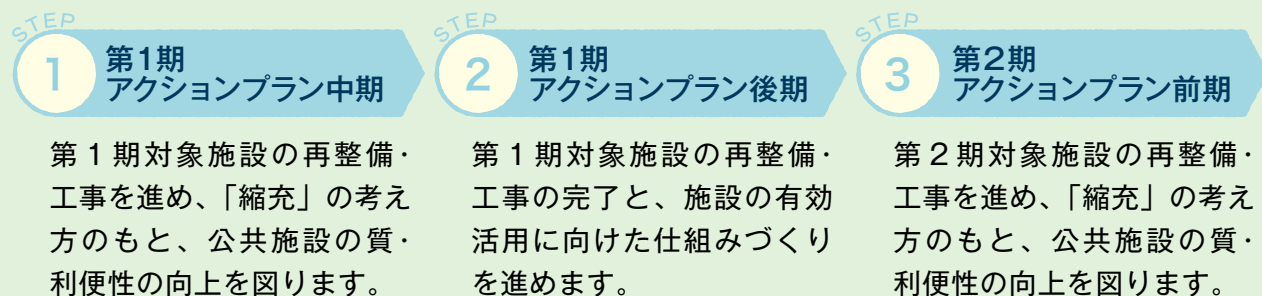 STEP
1
第1期
アクションプラン中期
第1期対象施設の再整備・
工事を進め、「縮充」の考え
方のもと、公共施設の質・
利便性の向上を図ります。
STEP
2
第1期
アクションプラン後期
第1期対象施設の再整備・
工事の完了と、施設の有効
活用に向けた仕組みづくり
を進めます。
STEP
3
第2期
アクションプラン前期
第2期対象施設の再整備・
工事を進め、「縮充」の考え
方のもと、公共施設の質・
利便性の向上を図ります。